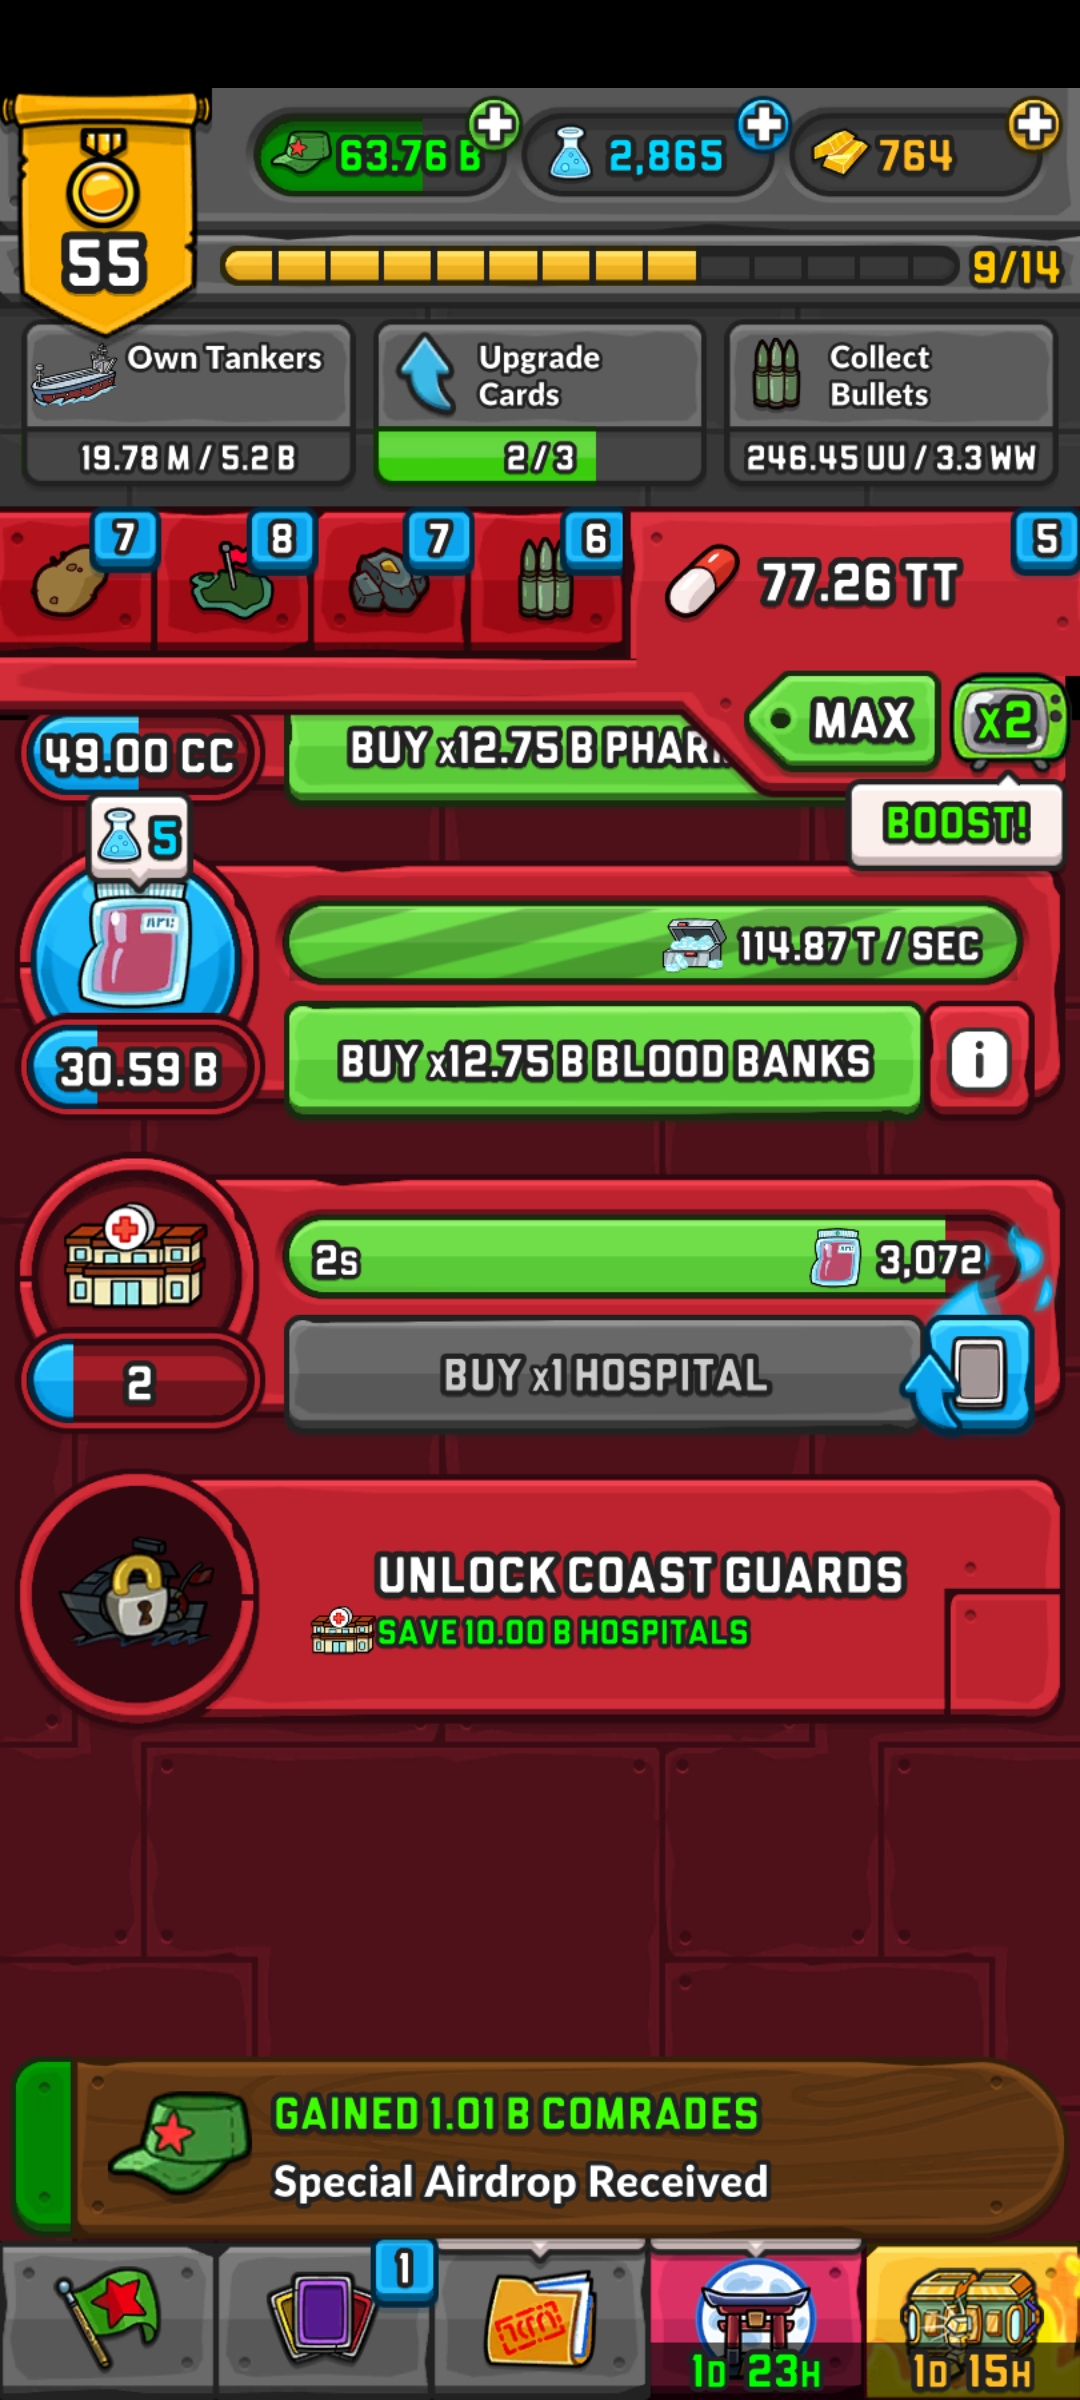 63.76 B
2,865
764
55
9/14
Own Tankers
19.78 M / 5.2 B
Upgrade
Cards
2 / 3
Collect
Bullets
246.45 UU / 3.3 WW
7
8
7
6
77.26 TT
5
MAX
x2
BOOST!
49.00 CC
BUY x12.75 B PHAR
5
114.87 T / SEC
30.59 B
BUY x12.75 B BLOOD BANKS
i
2s
3,072
2
BUY x1 HOSPITAL
UNLOCK COAST GUARDS
SAVE 10.00 B HOSPITALS
GAINED 1.01 B COMRADES
Special Airdrop Received
1
1D 23H
1D 15H